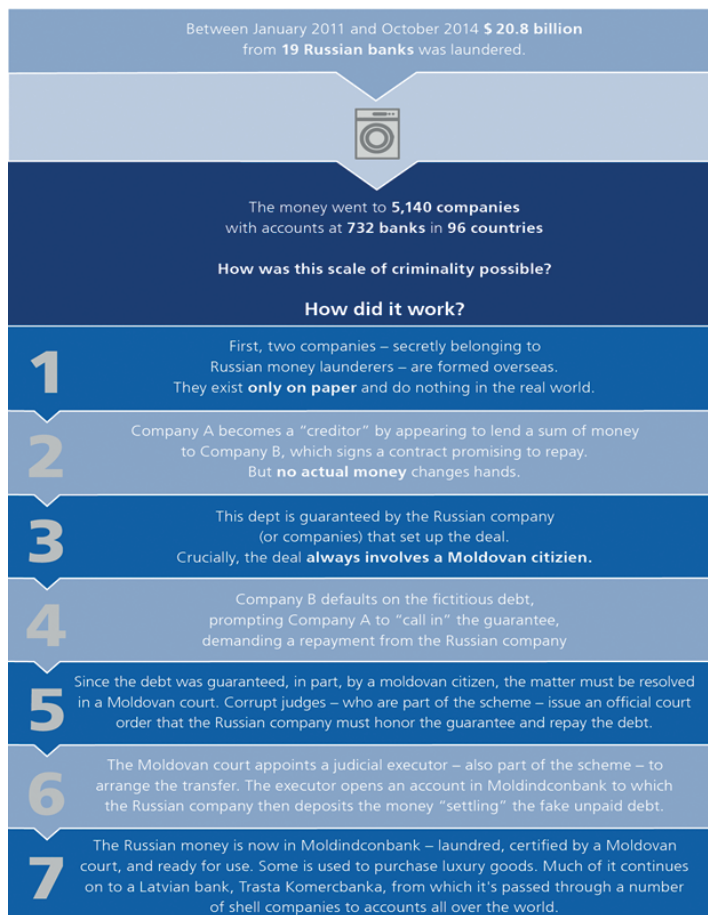 Between January 2011 and October 2014 $ 20.8 billion
from 19 Russian banks was laundered.
The money went to 5,140 companies
with accounts at 732 banks in 96 countries
How was this scale of criminality possible?
How did it work?
1
First, two companies – secretly belonging to
Russian money launderers – are formed overseas.
They exist only on paper and do nothing in the real world.
2
Company A becomes a “creditor” by appearing to lend a sum of money
to Company B, which signs a contract promising to repay.
But no actual money changes hands.
3
This dept is guaranteed by the Russian company
(or companies) that set up the deal.
Crucially, the deal always involves a Moldovan citizien.
4
Company B defaults on the fictitious debt,
prompting Company A to “call in” the guarantee,
demanding a repayment from the Russian company
5
Since the debt was guaranteed, in part, by a moldovan citizen, the matter must be resolved
in a Moldovan court. Corrupt judges – who are part of the scheme – issue an official court
order that the Russian company must honor the guarantee and repay the debt.
6
The Moldovan court appoints a judicial executor – also part of the scheme – to
arrange the transfer. The executor opens an account in Moldindconbank to which
the Russian company then deposits the money “settling” the fake unpaid debt.
7
The Russian money is now in Moldindconbank – laundred, certified by a Moldovan
court, and ready for use. Some is used to purchase luxury goods. Much of it continues
on to a Latvian bank, Trasta Komercbanka, from which it’s passed through a number
of shell companies to accounts all over the world.